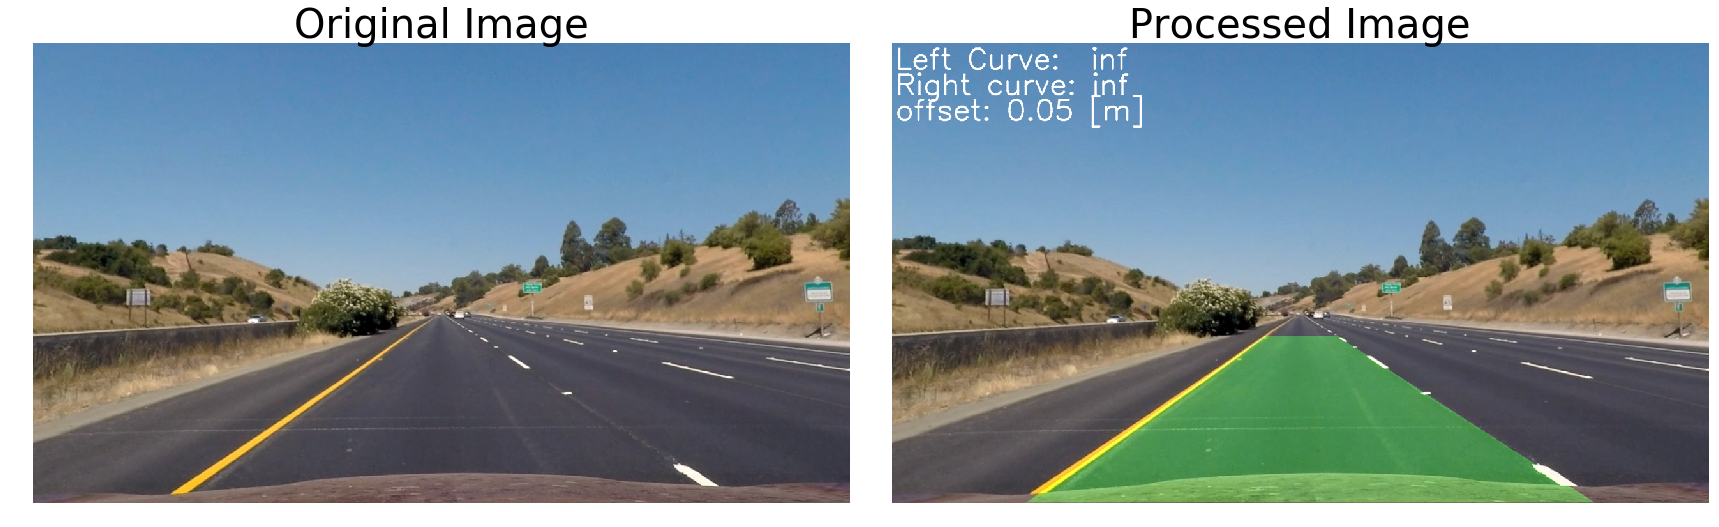 Original Image
Processed Image
Left Curve: inf
Right curve: inf
offset: 0.05 [m]